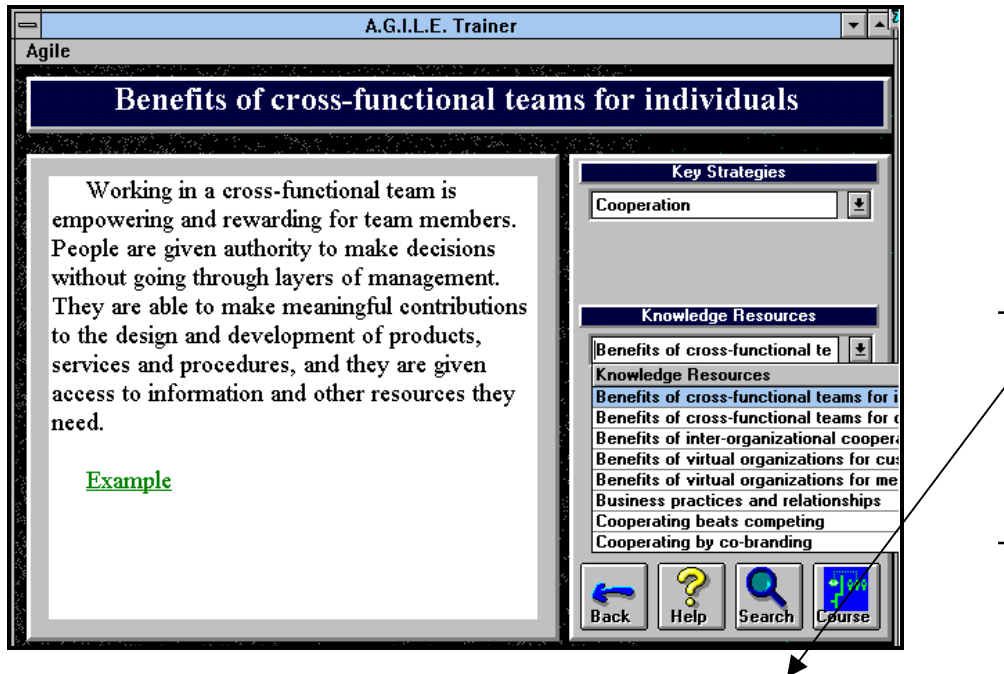 A.G.I.L.E. Trainer
Agile
Benefits of cross-functional teams for individuals
Working in a cross-functional team is
empowering and rewarding for team members.
People are given authority to make decisions
without going through layers of management.
They are able to make meaningful contributions
to the design and development of products,
services and procedures, and they are given
access to information and other resources they
need.
Example
Key Strategies
Cooperation
Knowledge Resources
Benefits of cross-functional te
Knowledge Resources
Benefits of cross-functional teams for i
Benefits of cross-functional teams for
Benefits of inter-organizational coopera
Benefits of virtual organizations for cus
Benefits of virtual organizations for me
Business practices and relationships
Cooperating beats competing
Cooperating by co-branding
Back
Help
Search
Course